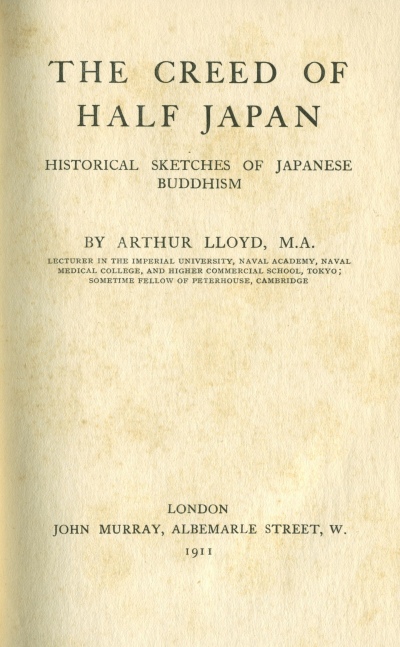 THE CREED OF
HALF JAPAN
HISTORICAL SKETCHES OF JAPANESE
BUDDHISM
BY ARTHUR LLOYD, M.A.
LECTURER IN THE IMPERIAL UNIVERSITY, NAVAL ACADEMY, NAVAL
MEDICAL COLLEGE, AND HIGHER COMMERCIAL SCHOOL, TOKYO;
SOMETIME FELLOW OF PETERHOUSE, CAMBRIDGE
LONDON
JOHN MURRAY, ALBEMARLE STREET, W.
1911